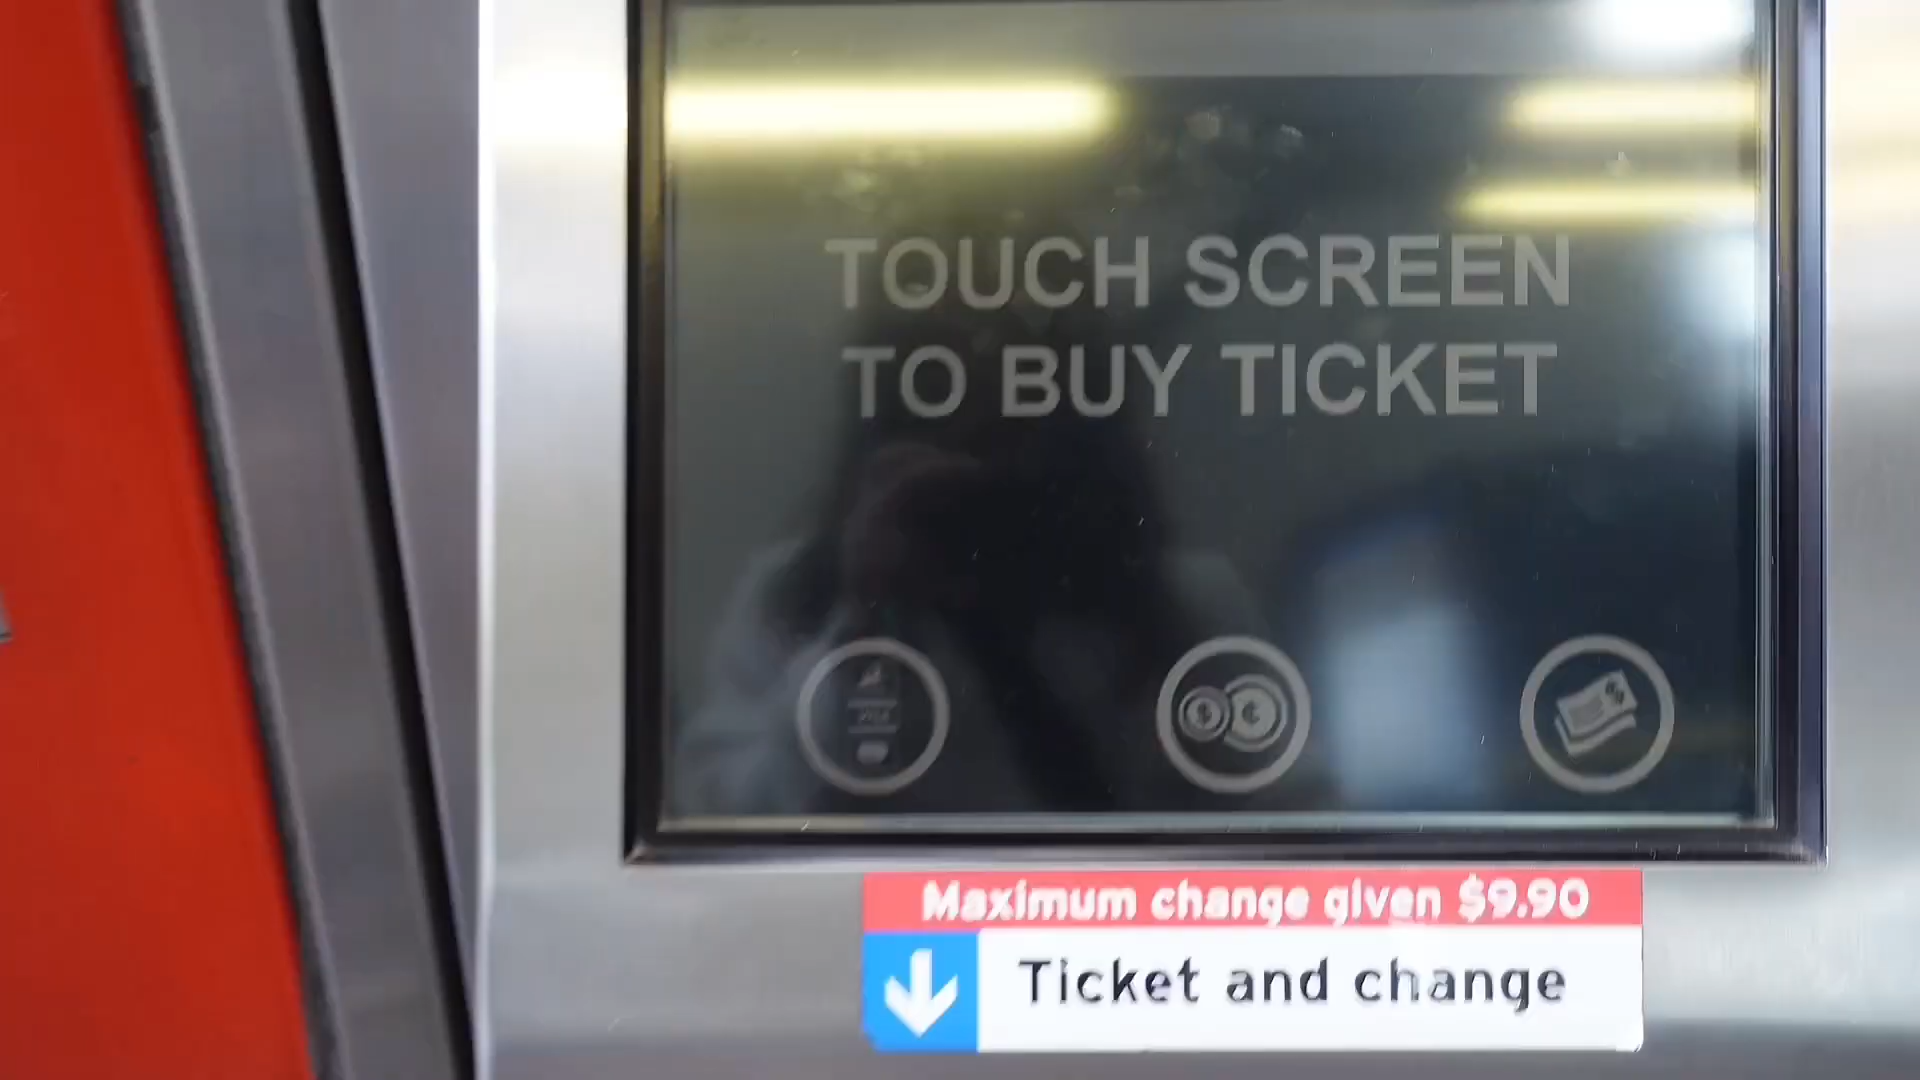 TOUCH SCREEN
TO BUY TICKET
Maximum change given $9.90
Ticket and change